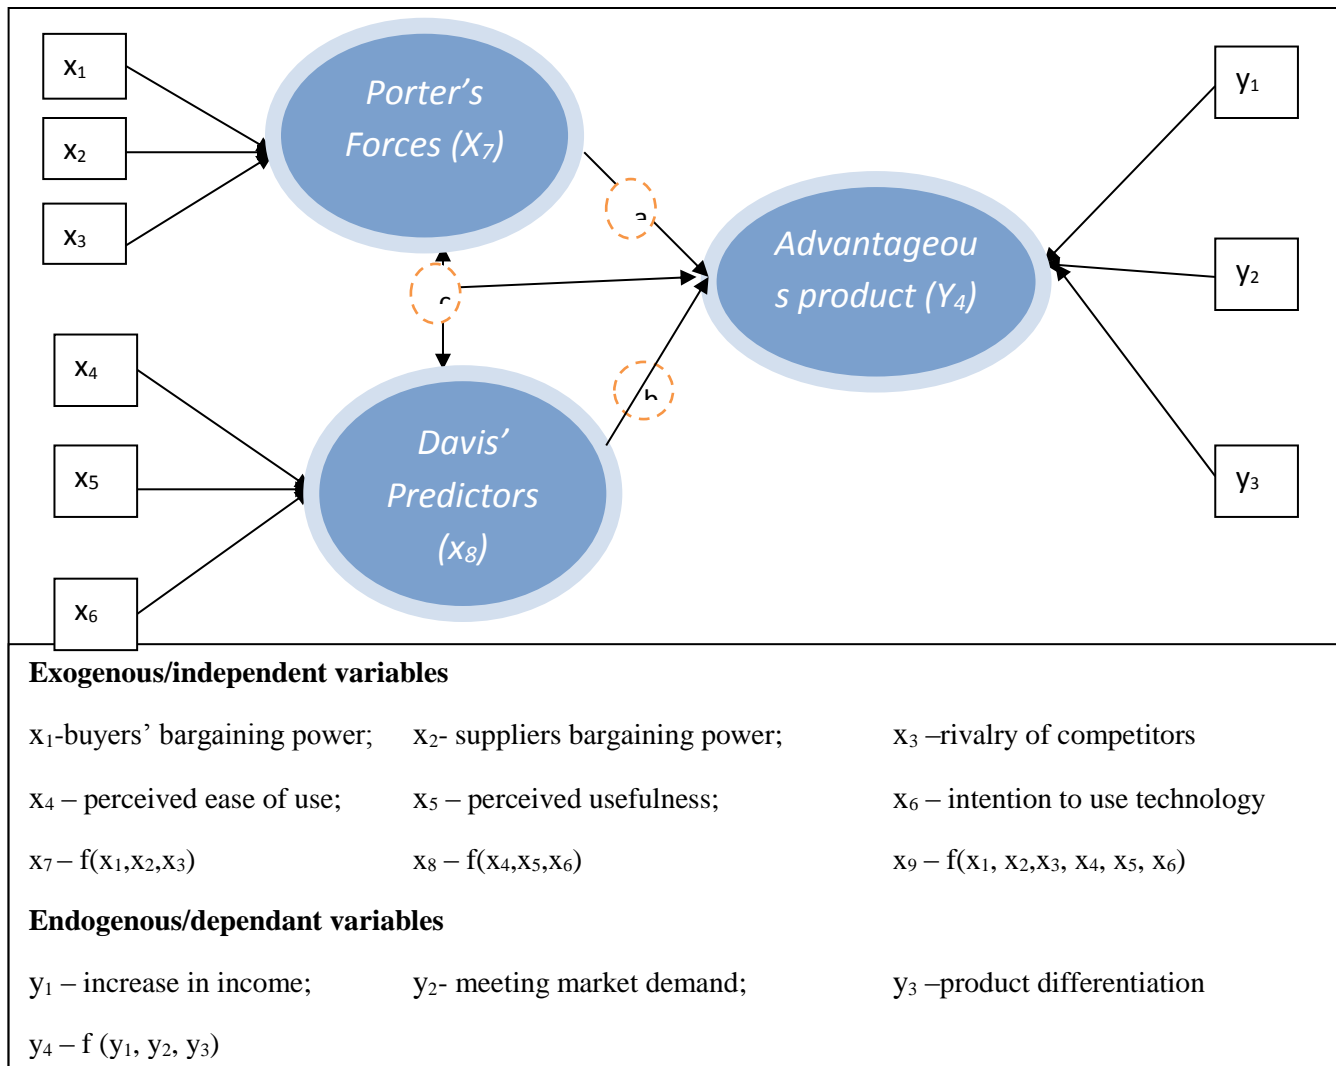 x₁
x₂
x₃
Porter’s
Forces (X₇)
a
c
Advantageou
s product (Y₄)
y₁
y₂
y₃
x₄
x₅
x₆
b
Davis’
Predictors
(x₈)
Exogenous/independent variables
x₁-buyers’ bargaining power; x₂- suppliers bargaining power; x₃ –rivalry of competitors
x₄ – perceived ease of use; x₅ – perceived usefulness; x₆ – intention to use technology
x₇ – f(x₁,x₂,x₃) x₈ – f(x₄,x₅,x₆) x₉ – f(x₁, x₂,x₃, x₄, x₅, x₆)
Endogenous/dependant variables
y₁ – increase in income; y₂- meeting market demand; y₃ –product differentiation
y₄ – f (y₁, y₂, y₃)